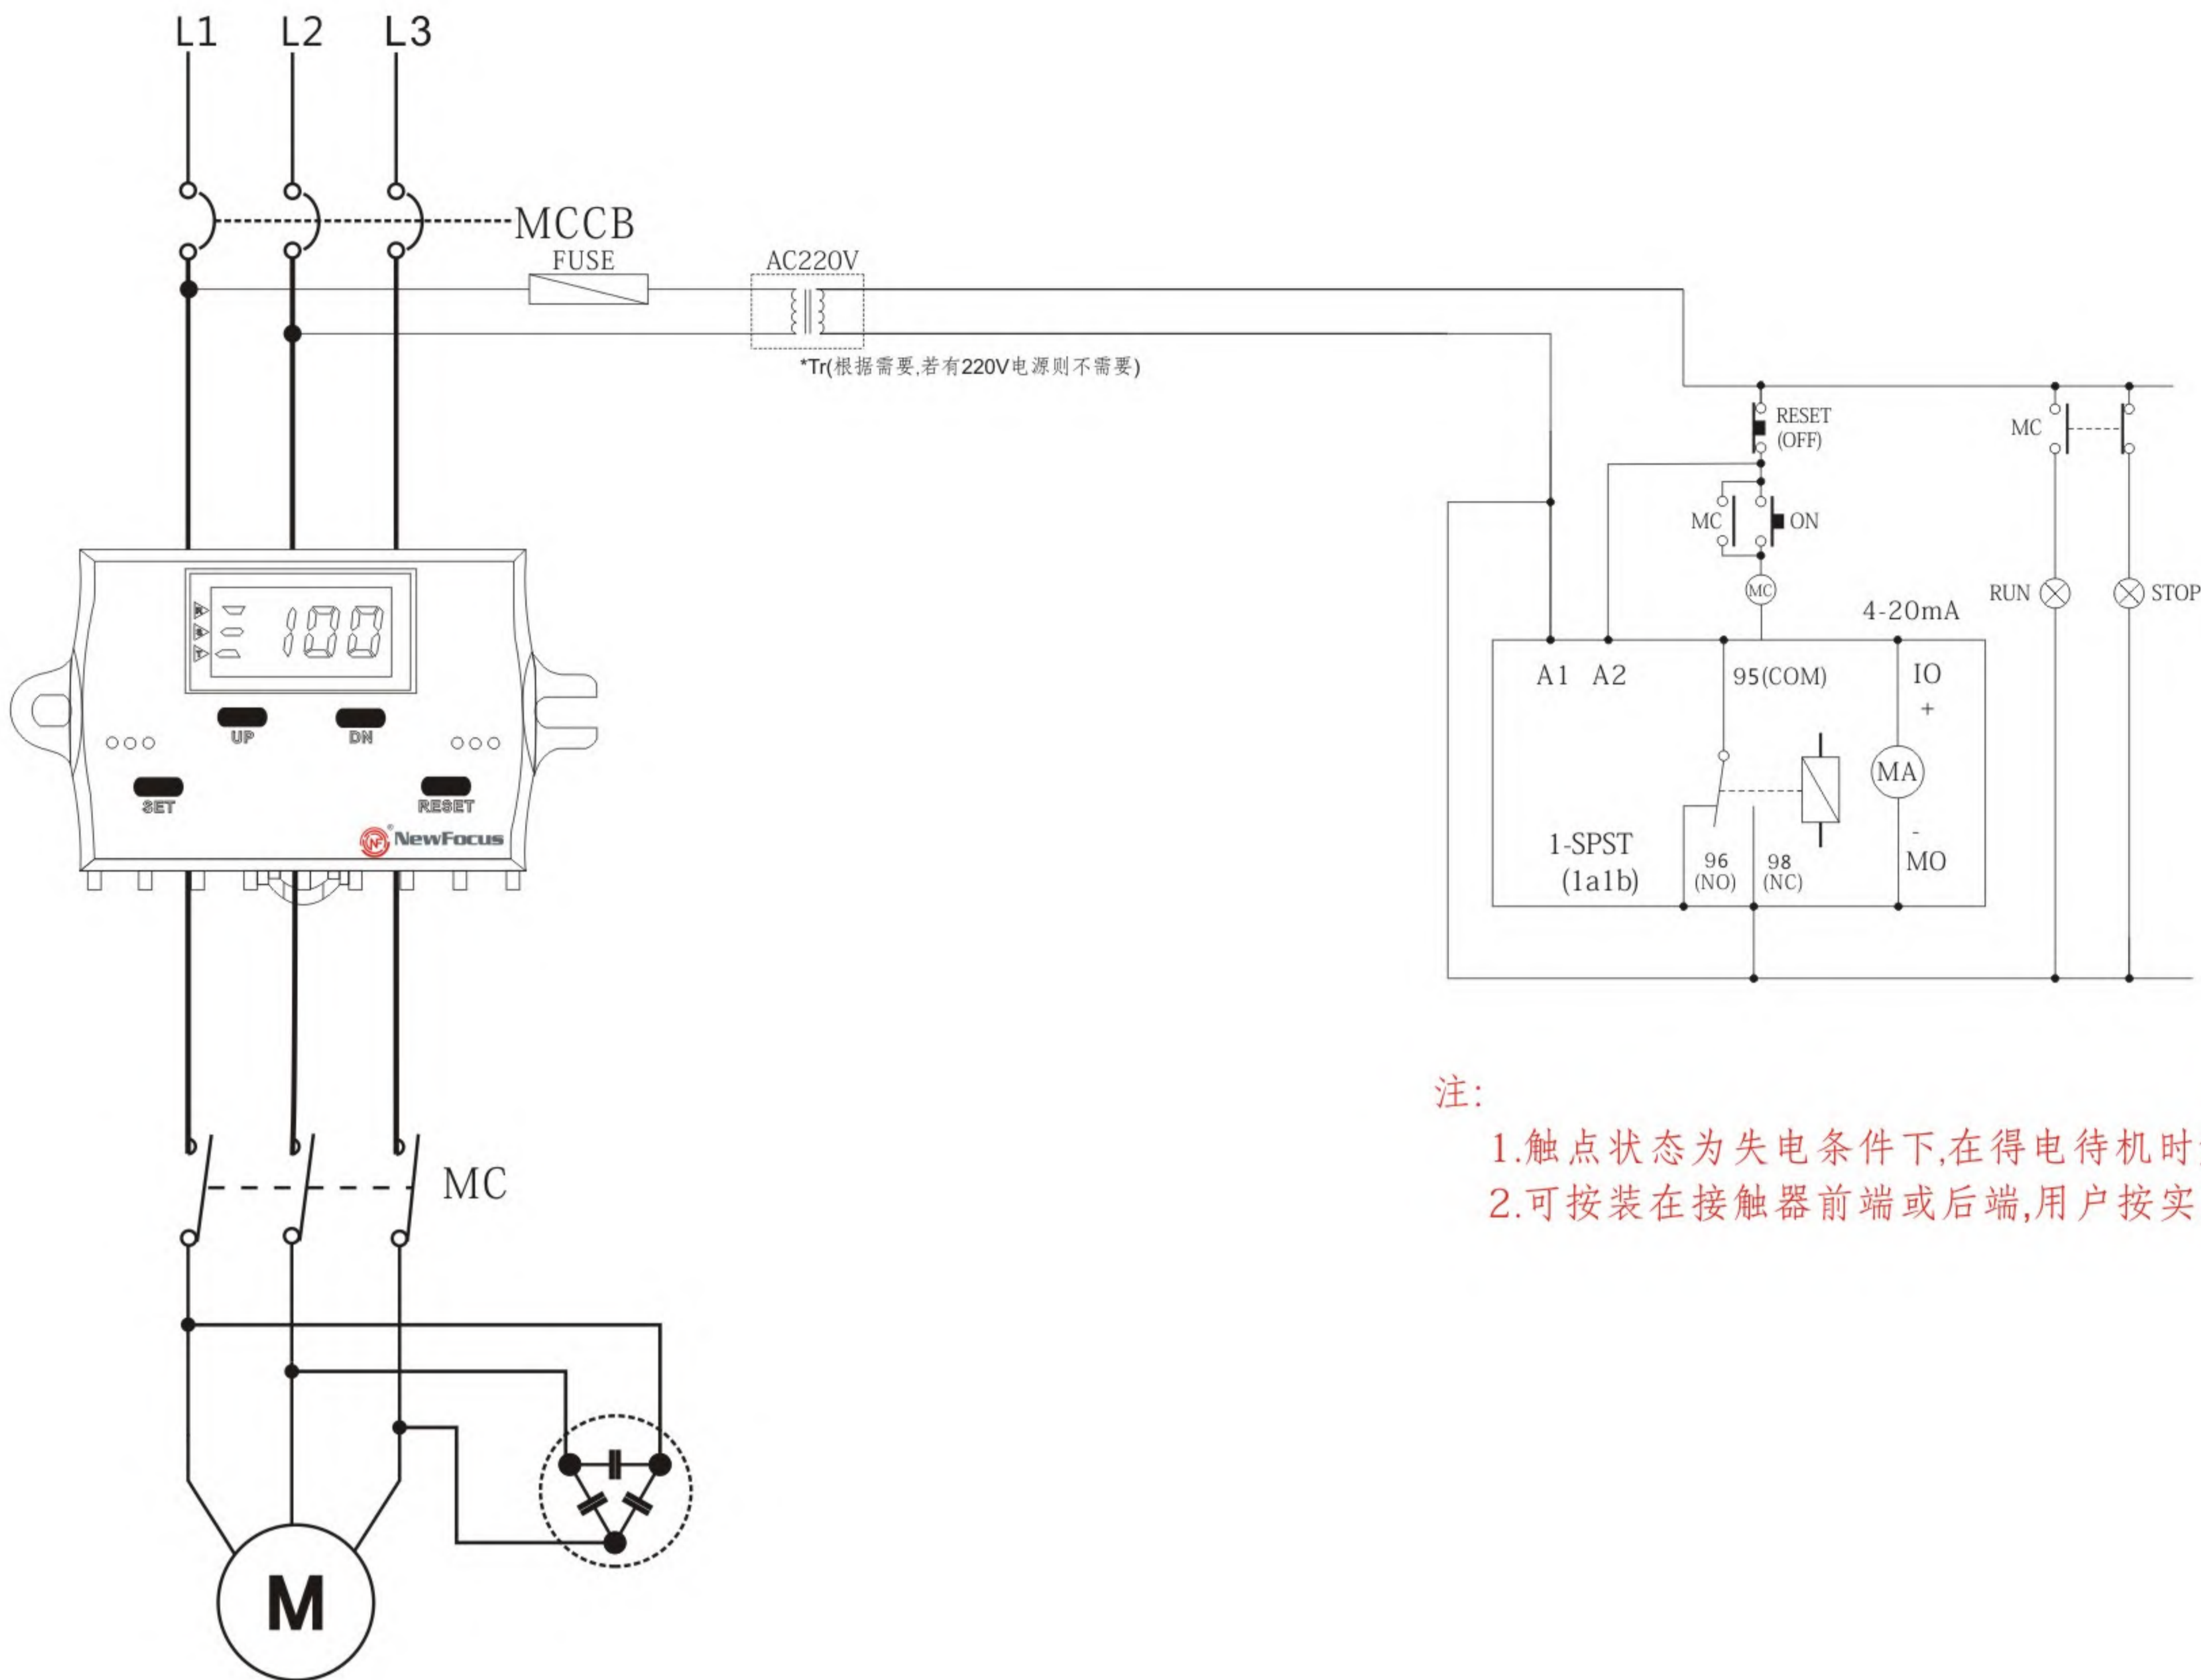 L1 L2 L3
MCCB
FUSE
AC220V
*Tr(根据需要,若有220V电源则不需要)
RESET
(OFF)
MC
MC
ON
MC
RUN
STOP
4-20mA
A1 A2
95(COM)
IO
+
MA
-
MO
1-SPST
(1a1b)
96
(NO)
98
(NC)
R
S
T
100
UP
DN
SET
RESET
NF
®
NewFocus
MC
M
注:
1.触点状态为失电条件下,在得电待机时
2.可按装在接触器前端或后端,用户按实